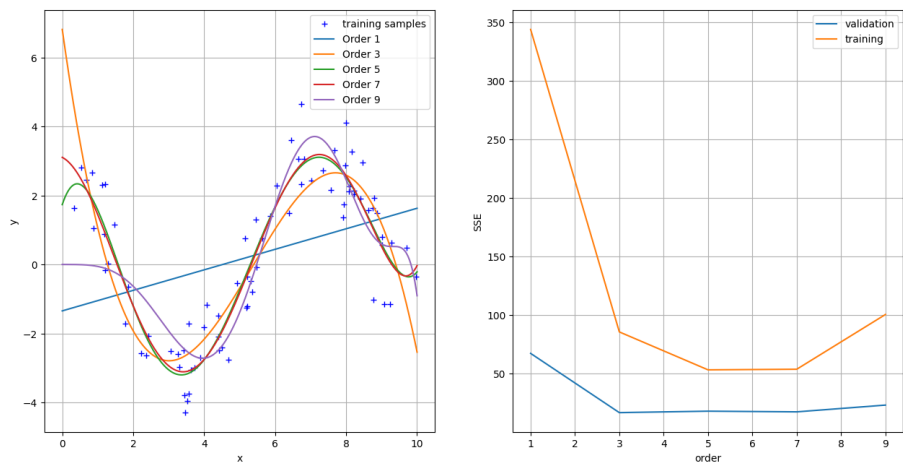 training samples
Order 1
Order 3
Order 5
Order 7
Order 9
6
4
2
0
−2
−4
y
0
2
4
6
8
10
x
validation
training
350
300
250
200
150
100
50
SSE
1
2
3
4
5
6
7
8
9
order